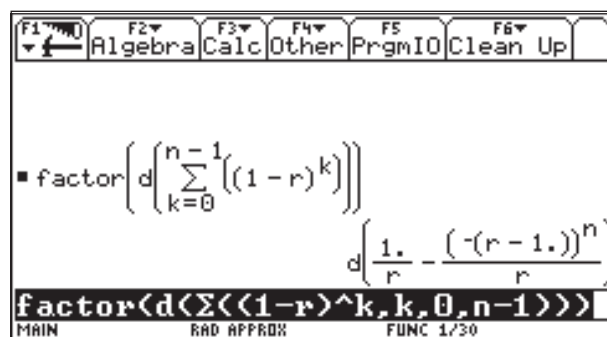 F1 F2 F3 F4 F5 F6
Algebra Calc Other PrgmIO Clean Up
▪ factor(d(∑_{k=0}^{n - 1}((1 - r)^k)))
d(1./r - (-(r - 1.))^n/r)
factor(d(Σ((1-r)^k,k,0,n-1)))
MAIN RAD APPROX FUNC 1/30